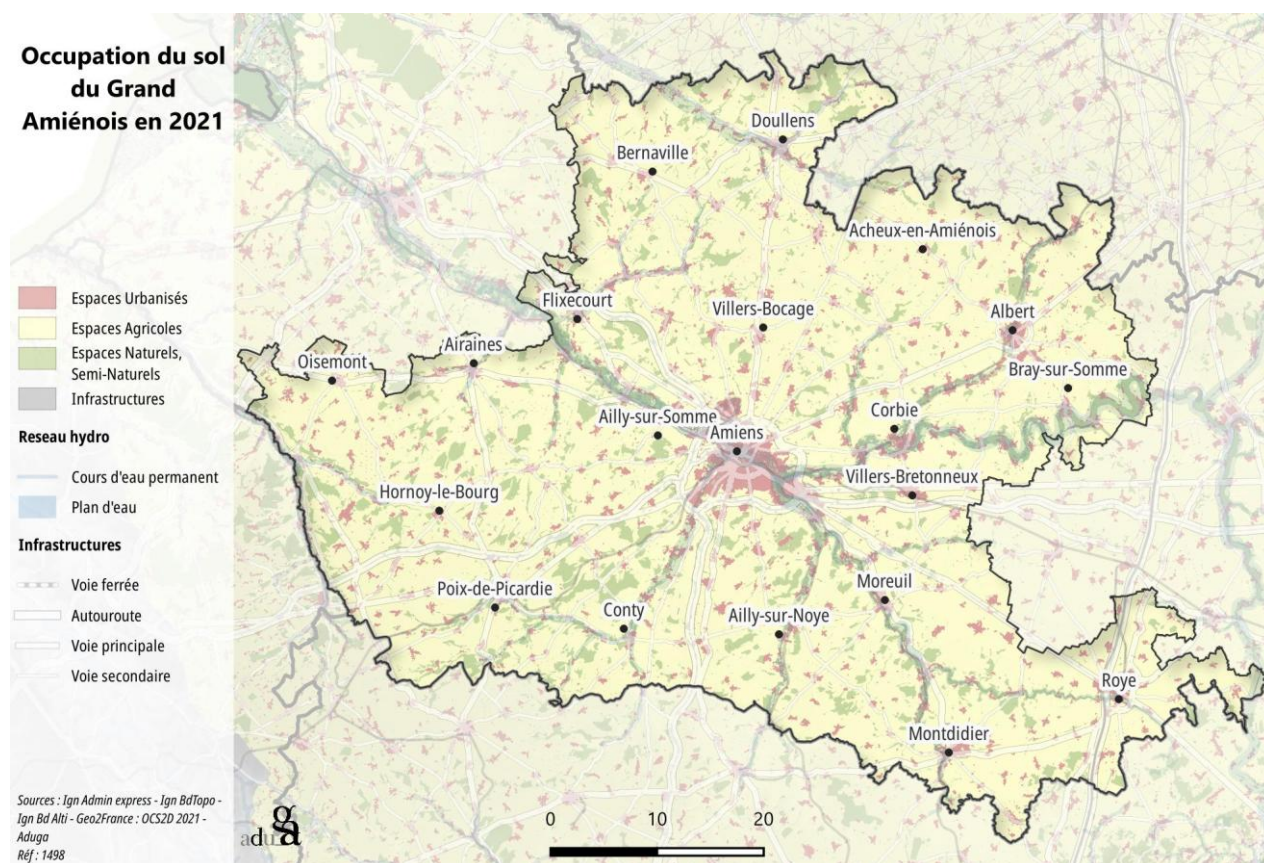 Occupation du sol
du Grand
Amiénois en 2021
Espaces Urbanisés
Espaces Agricoles
Espaces Naturels,
Semi-Naturels
Infrastructures
Reseau hydro
Cours d'eau permanent
Plan d'eau
Infrastructures
Voie ferrée
Autouroute
Voie principale
Voie secondaire
Sources : Ign Admin express - Ign BdTopo -
Ign Bd Alti - Geo2France : OCS2D 2021 -
Aduga
Réf : 1498
Doullens
Bernaville
Acheux-en-Amiénois
Flixecourt
Villers-Bocage
Albert
Airaines
Oisemont
Bray-sur-Somme
Ailly-sur-Somme
Corbie
Amiens
Villers-Bretonneux
Hornoy-le-Bourg
Poix-de-Picardie
Conty
Ailly-sur-Noye
Moreuil
Roye
Montdidier
aduga
0 10 20